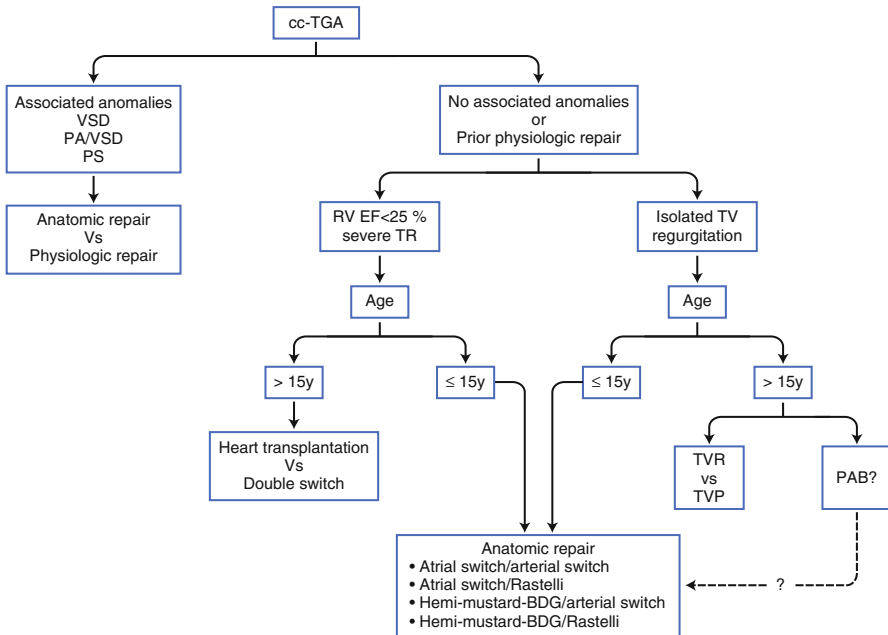 cc-TGA
Associated anomalies
VSD
PA/VSD
PS
No associated anomalies
or
Prior physologic repair
Anatomic repair
Vs
Physiologic repair
RV EF<25 %
severe TR
Isolated TV
regurgitation
Age
Age
> 15y
≤ 15y
≤ 15y
> 15y
Heart transplantation
Vs
Double switch
TVR
vs
TVP
PAB?
Anatomic repair
• Atrial switch/arterial switch
• Atrial switch/Rastelli
• Hemi-mustard-BDG/arterial switch
• Hemi-mustard-BDG/Rastelli
?